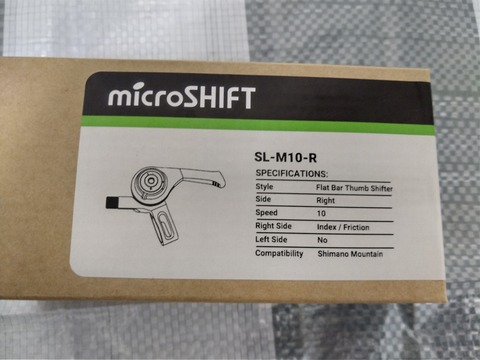 microSHIFT
SL-M10-R
SPECIFICATIONS:
Style Flat Bar Thumb Shifter
Side Right
Speed 10
Right Side Index / Friction
Left Side No
Compatibility Shimano Mountain